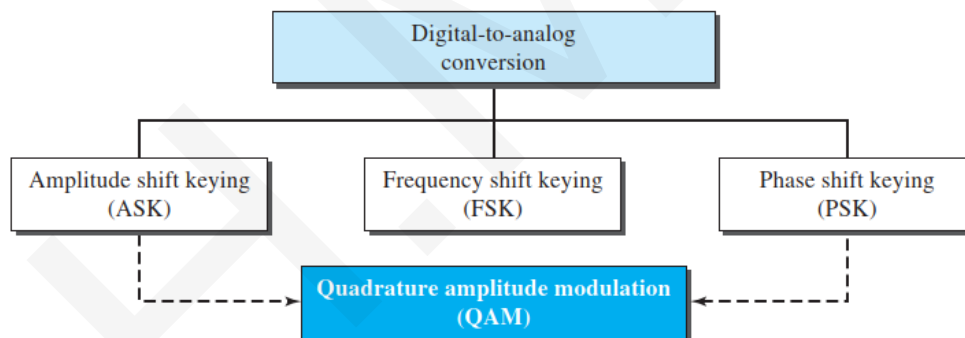 Digital-to-analog
conversion
Amplitude shift keying
(ASK)
Frequency shift keying
(FSK)
Phase shift keying
(PSK)
Quadrature amplitude modulation
(QAM)